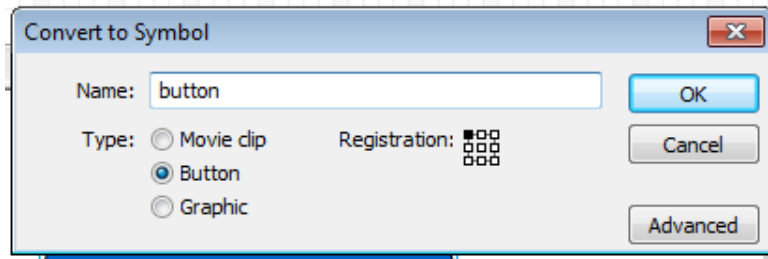 Convert to Symbol
Name: button
OK
Type: Movie clip
Registration:
Cancel
Button
Graphic
Advanced